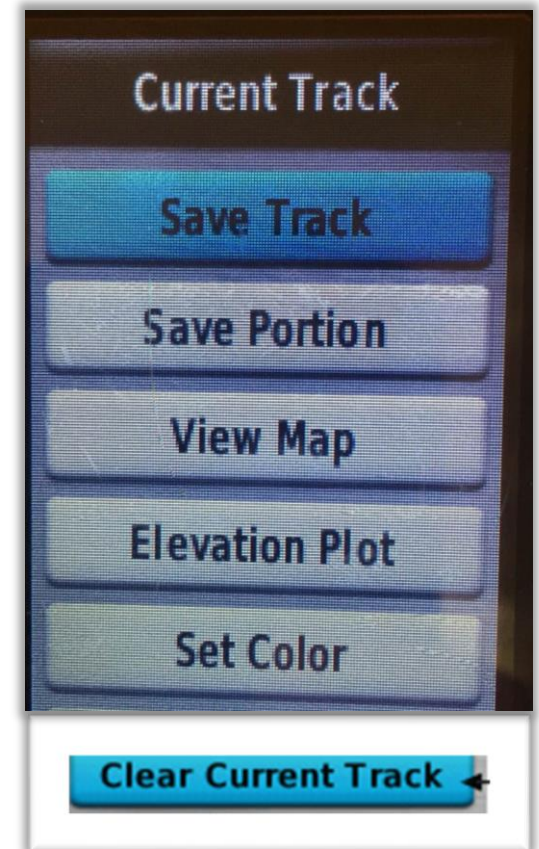 Current Track
Save Track
Save Portion
View Map
Elevation Plot
Set Color
Clear Current Track